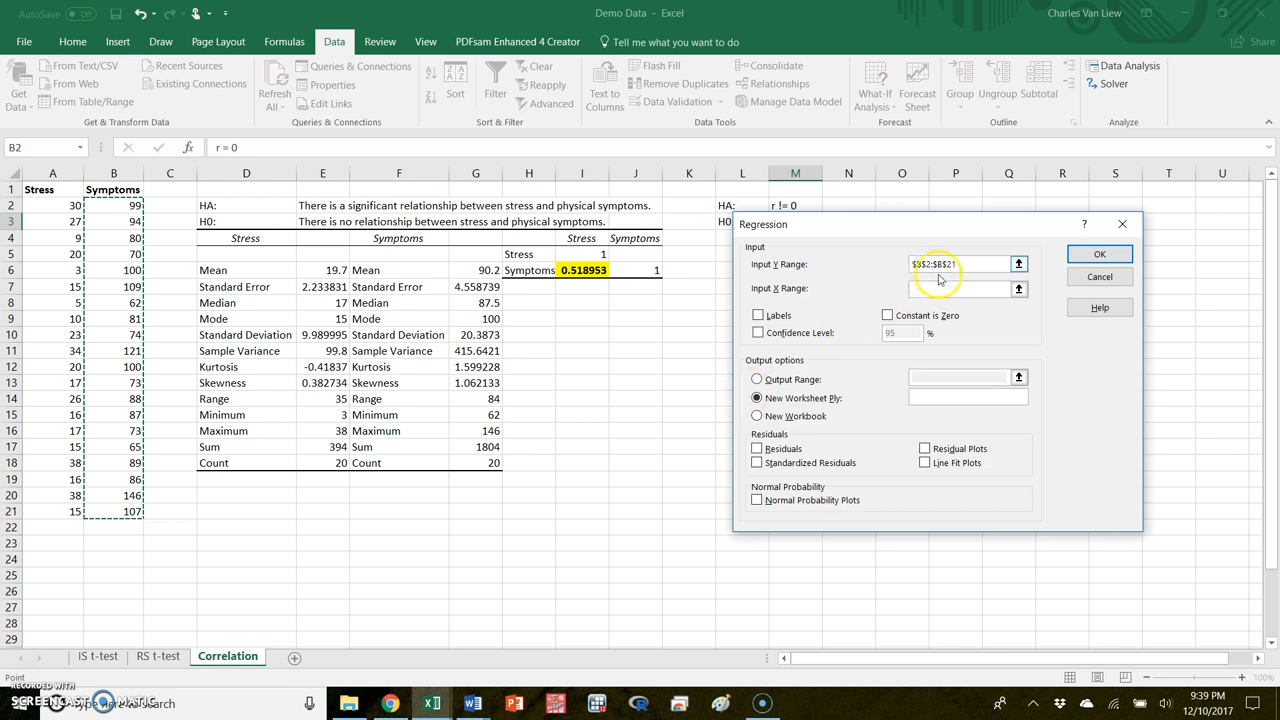 AutoSave Off
Demo Data - Excel
Charles Van Liew
File Home Insert Draw Page Layout Formulas Data Review View PDFsam Enhanced 4 Creator Tell me what you want to do Share
Get Data
From Text/CSV
From Web
From Table/Range
Recent Sources
Existing Connections
Get & Transform Data
Refresh All
Queries & Connections
Properties
Edit Links
Queries & Connections
Sort
Filter
Clear
Reapply
Advanced
Sort & Filter
Text to Columns
Flash Fill
Remove Duplicates
Data Validation
Consolidate
Relationships
Manage Data Model
Data Tools
What-If Analysis
Forecast Sheet
Forecast
Group
Ungroup
Subtotal
Outline
Data Analysis
Solver
Analyze
B2 fx r = 0
A B C D E F G H I J K L M N O P Q R S T U
1 Stress Symptoms
2 30 99 HA: There is a significant relationship between stress and physical symptoms. HA: r != 0
3 27 94 H0: There is no relationship between stress and physical symptoms. H0
4 9 80 Stress Symptoms Stress Symptoms
5 20 70 Stress 1
6 3 100 Mean 19.7 Mean 90.2 Symptoms 0.518953 1
7 15 109 Standard Error 2.233831 Standard Error 4.558739
8 5 62 Median 17 Median 87.5
9 10 81 Mode 15 Mode 100
10 23 74 Standard Deviation 9.989995 Standard Deviation 20.3873
11 34 121 Sample Variance 99.8 Sample Variance 415.6421
12 20 100 Kurtosis -0.41837 Kurtosis 1.599228
13 17 73 Skewness 0.382734 Skewness 1.062133
14 26 88 Range 35 Range 84
15 16 87 Minimum 3 Minimum 62
16 17 73 Maximum 38 Maximum 146
17 15 65 Sum 394 Sum 1804
18 38 89 Count 20 Count 20
19 16 86
20 38 146
21 15 107
22
23
24
25
26
27
28
29
Regression ?
Input
Input Y Range: $B$2:$B$21
Input X Range:
Labels Constant is Zero
Confidence Level: 95 %
OK
Cancel
Help
Output options
Output Range:
New Worksheet Ply:
New Workbook
Residuals
Residuals Residual Plots
Standardized Residuals Line Fit Plots
Normal Probability
Normal Probability Plots
IS t-test RS t-test Correlation
Point
100%
RECORDED WITH
SCREENCAST MATIC
Type here to search
9:39 PM
12/10/2017